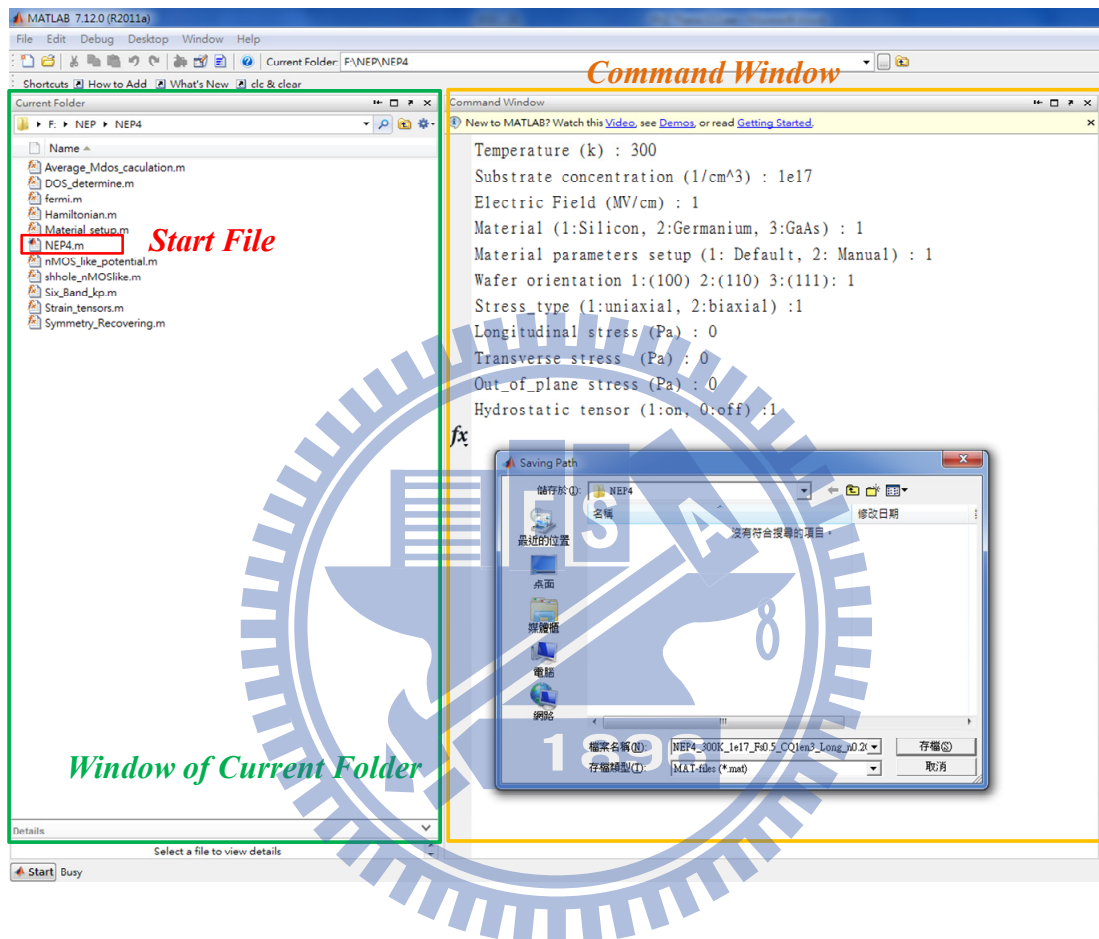 MATLAB 7.12.0 (R2011a)
File Edit Debug Desktop Window Help
Current Folder: F:\NEP\NEP4
Shortcuts How to Add What's New clc & clear
Command Window
Current Folder
F: NEP NEP4
Name
Average_Mdos_caculation.m
DOS_determine.m
fermi.m
Hamiltonian.m
Material_setup.m
NEP4.m
Start File
nMOS_like_potential.m
shhole_nMOSlike.m
Six_Band_kp.m
Strain_tensors.m
Symmetry_Recovering.m
Window of Current Folder
Details
Select a file to view details
Start Busy
Command Window
New to MATLAB? Watch this Video, see Demos, or read Getting Started.
Temperature (k) : 300
Substrate concentration (1/cm^3) : 1e17
Electric Field (MV/cm) : 1
Material (1:Silicon, 2:Germanium, 3:GaAs) : 1
Material parameters setup (1: Default, 2: Manual) : 1
Wafer orientation 1:(100) 2:(110) 3:(111): 1
Stress_type (1:uniaxial, 2:biaxial) :1
Longitudinal stress (Pa) : 0
Transverse stress (Pa) : 0
Out_of_plane stress (Pa) : 0
Hydrostatic tensor (1:on, 0:off) :1
fx
Saving Path
儲存於(I): NEP4
名稱 修改日期
沒有符合搜尋的項目。
最近的位置
桌面
媒體櫃
電腦
網路
檔案名稱(N): NEP4_300K_1e17_Fs0.5_CQ1en3_Long_n0.2( 存檔(S)
存檔類型(T): MAT-files (*.mat) 取消
E S A
8
1896